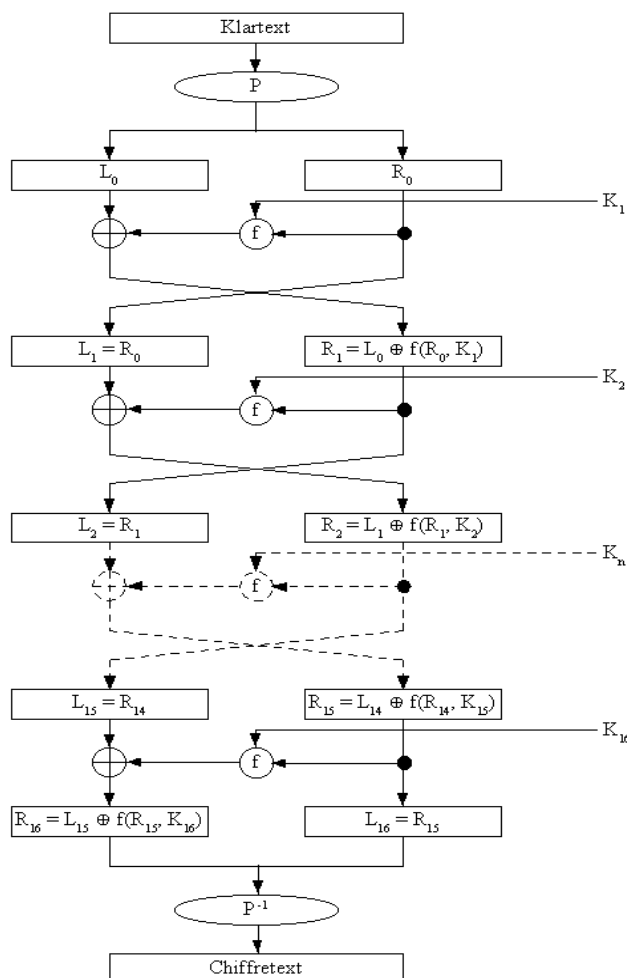 Klartext
P
L₀ R₀
K₁
f
L₁ = R₀ R₁ = L₀ ⊕ f(R₀, K₁)
K₂
f
L₂ = R₁ R₂ = L₁ ⊕ f(R₁, K₂)
Kₙ
f
L₁₅ = R₁₄ R₁₅ = L₁₄ ⊕ f(R₁₄, K₁₅)
K₁₆
f
R₁₆ = L₁₅ ⊕ f(R₁₅, K₁₆) L₁₆ = R₁₅
P⁻¹
Chiffretext